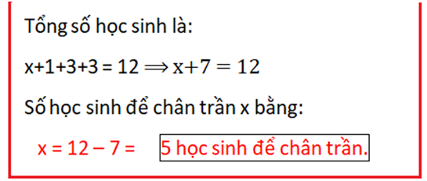 Tổng số học sinh là:
x+1+3+3 = 12 ⟹ x+7 = 12
Số học sinh để chân trần x bằng:
x = 12 – 7 = 5 học sinh để chân trần.